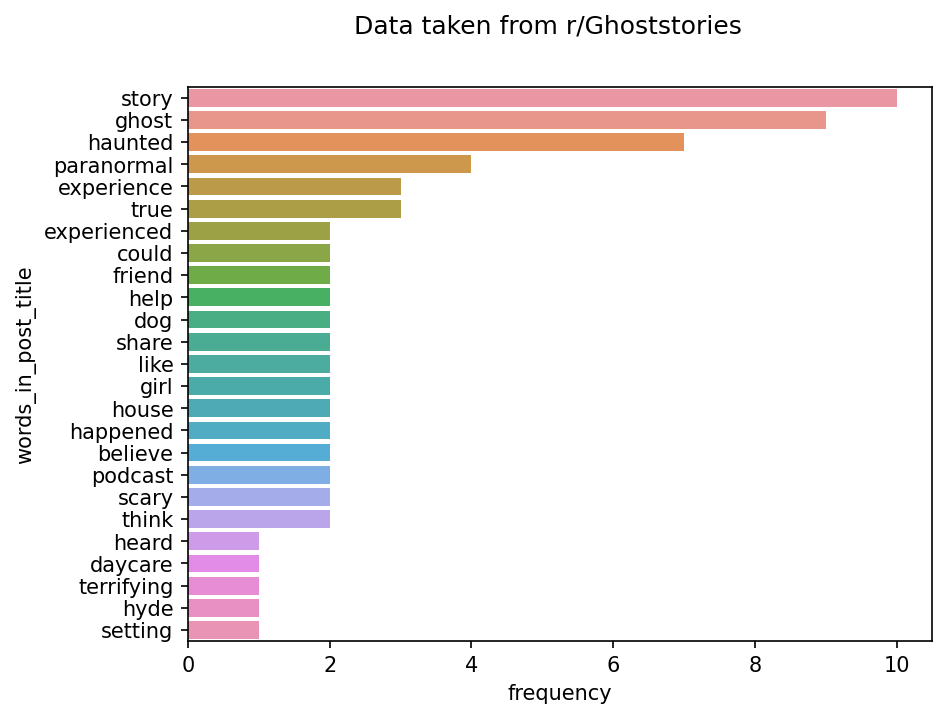 Data taken from r/Ghoststories
words_in_post_title
story
ghost
haunted
paranormal
experience
true
experienced
could
friend
help
dog
share
like
girl
house
happened
believe
podcast
scary
think
heard
daycare
terrifying
hyde
setting
0 2 4 6 8 10
frequency